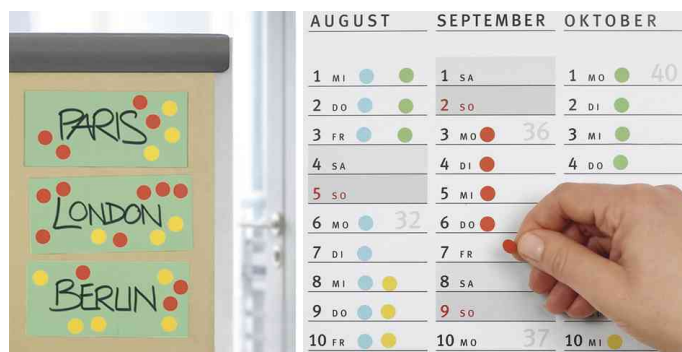 PARIS
LONDON
BERLIN
AUGUST
1 MI
2 DO
3 FR
4 SA
5 SO
6 MO 32
7 DI
8 MI
9 DO
10 FR
SEPTEMBER
1 SA
2 SO
3 MO 36
4 DI
5 MI
6 DO
7 FR
8 SA
9 SO
10 MO 37
OKTOBER
1 MO 40
2 DI
3 MI
4 DO
10 MI